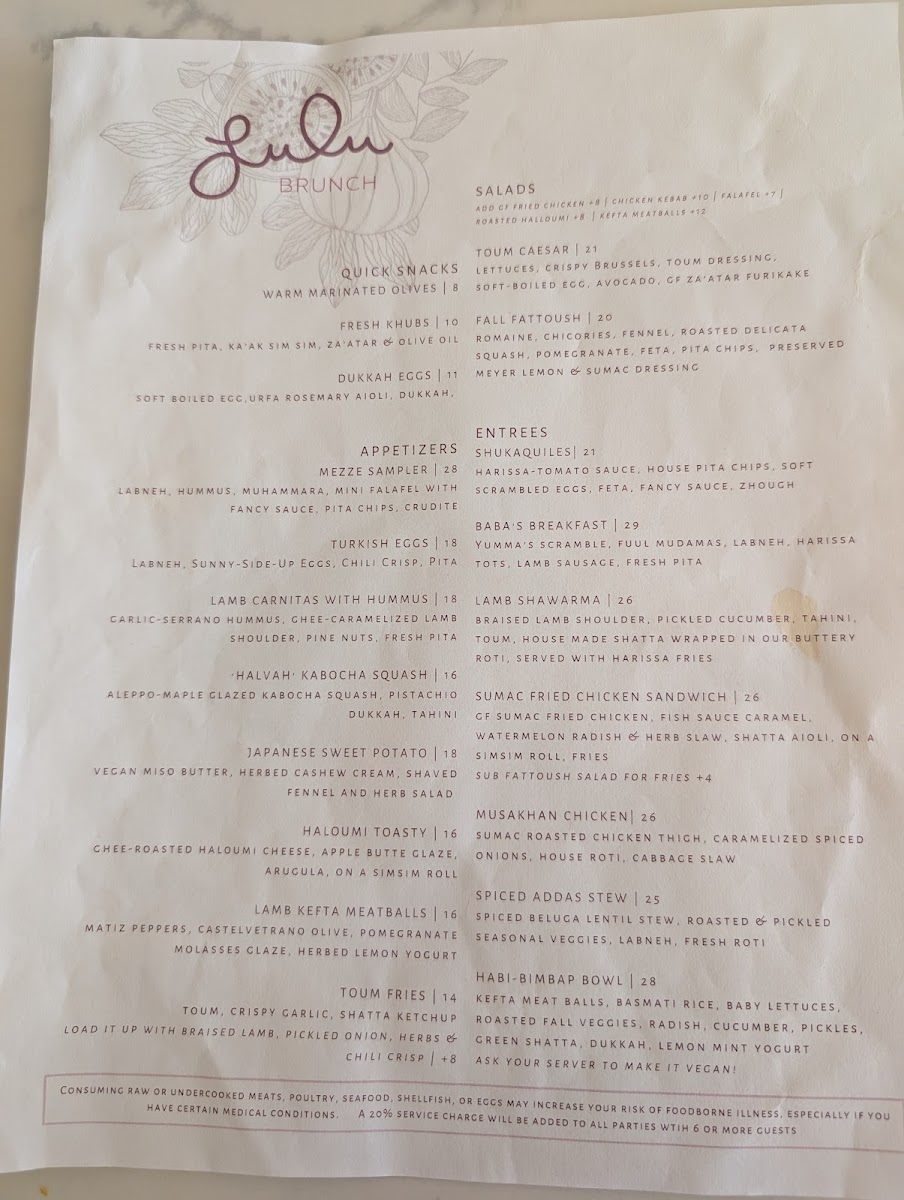 Lulu
BRUNCH
QUICK SNACKS
WARM MARINATED OLIVES | 8
FRESH KHUBS | 10
FRESH PITA, KA'AK SIM SIM, ZA'ATAR & OLIVE OIL
DUKKAH EGGS | 11
SOFT BOILED EGG,URFA ROSEMARY AIOLI, DUKKAH,
APPETIZERS
MEZZE SAMPLER | 28
LABNEH, HUMMUS, MUHAMMARA, MINI FALAFEL WITH
FANCY SAUCE, PITA CHIPS, CRUDITE
TURKISH EGGS | 18
LABNEH, SUNNY-SIDE-UP EGGS, CHILI CRISP, PITA
LAMB CARNITAS WITH HUMMUS | 18
GARLIC-SERRANO HUMMUS, GHEE-CARAMELIZED LAMB
SHOULDER, PINE NUTS, FRESH PITA
'HALVAH' KABOCHA SQUASH | 16
ALEPPO-MAPLE GLAZED KABOCHA SQUASH, PISTACHIO
DUKKAH, TAHINI
JAPANESE SWEET POTATO | 18
VEGAN MISO BUTTER, HERBED CASHEW CREAM, SHAVED
FENNEL AND HERB SALAD
HALOUMI TOASTY | 16
GHEE-ROASTED HALOUMI CHEESE, APPLE BUTTE GLAZE,
ARUGULA, ON A SIMSIM ROLL
LAMB KEFTA MEATBALLS | 16
MATIZ PEPPERS, CASTELVETRANO OLIVE, POMEGRANATE
MOLASSES GLAZE, HERBED LEMON YOGURT
TOUM FRIES | 14
TOUM, CRISPY GARLIC, SHATTA KETCHUP
LOAD IT UP WITH BRAISED LAMB, PICKLED ONION, HERBS &
CHILI CRISP | +8
SALADS
ADD GF FRIED CHICKEN +8 | CHICKEN KEBAB +10 | FALAFEL +7 |
ROASTED HALLOUMI +8 | KEFTA MEATBALLS +12
TOUM CAESAR | 21
LETTUCES, CRISPY BRUSSELS, TOUM DRESSING,
SOFT-BOILED EGG, AVOCADO, GF ZA'ATAR FURIKAKE
FALL FATTOUSH | 20
ROMAINE, CHICORIES, FENNEL, ROASTED DELICATA
SQUASH, POMEGRANATE, FETA, PITA CHIPS, PRESERVED
MEYER LEMON & SUMAC DRESSING
ENTREES
SHUKAQUILES| 21
HARISSA-TOMATO SAUCE, HOUSE PITA CHIPS, SOFT
SCRAMBLED EGGS, FETA, FANCY SAUCE, ZHOUGH
BABA'S BREAKFAST | 29
YUMMA'S SCRAMBLE, FUUL MUDAMAS, LABNEH, HARISSA
TOTS, LAMB SAUSAGE, FRESH PITA
LAMB SHAWARMA | 26
BRAISED LAMB SHOULDER, PICKLED CUCUMBER, TAHINI,
TOUM, HOUSE MADE SHATTA WRAPPED IN OUR BUTTERY
ROTI, SERVED WITH HARISSA FRIES
SUMAC FRIED CHICKEN SANDWICH | 26
GF SUMAC FRIED CHICKEN, FISH SAUCE CARAMEL,
WATERMELON RADISH & HERB SLAW, SHATTA AIOLI, ON A
SIMSIM ROLL, FRIES
SUB FATTOUSH SALAD FOR FRIES +4
MUSAKHAN CHICKEN| 26
SUMAC ROASTED CHICKEN THIGH, CARAMELIZED SPICED
ONIONS, HOUSE ROTI, CABBAGE SLAW
SPICED ADDAS STEW | 25
SPICED BELUGA LENTIL STEW, ROASTED & PICKLED
SEASONAL VEGGIES, LABNEH, FRESH ROTI
HABI-BIMBAP BOWL | 28
KEFTA MEAT BALLS, BASMATI RICE, BABY LETTUCES,
ROASTED FALL VEGGIES, RADISH, CUCUMBER, PICKLES,
GREEN SHATTA, DUKKAH, LEMON MINT YOGURT
ASK YOUR SERVER TO MAKE IT VEGAN!
CONSUMING RAW OR UNDERCOOKED MEATS, POULTRY, SEAFOOD, SHELLFISH, OR EGGS MAY INCREASE YOUR RISK OF FOODBORNE ILLNESS, ESPECIALLY IF YOU
HAVE CERTAIN MEDICAL CONDITIONS. A 20% SERVICE CHARGE WILL BE ADDED TO ALL PARTIES WTIH 6 OR MORE GUESTS